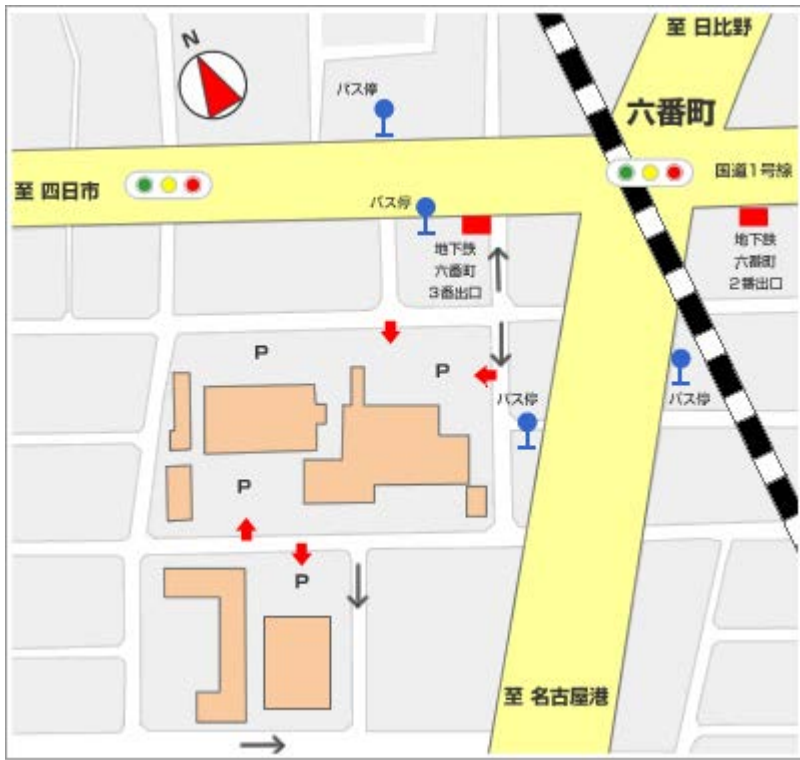 至 日比野
N
バス停
六番町
国道1号線
至 四日市
バス停
地下鉄
六番町
3番出口
地下鉄
六番町
2番出口
P
P
バス停
バス停
P
P
至 名古屋港